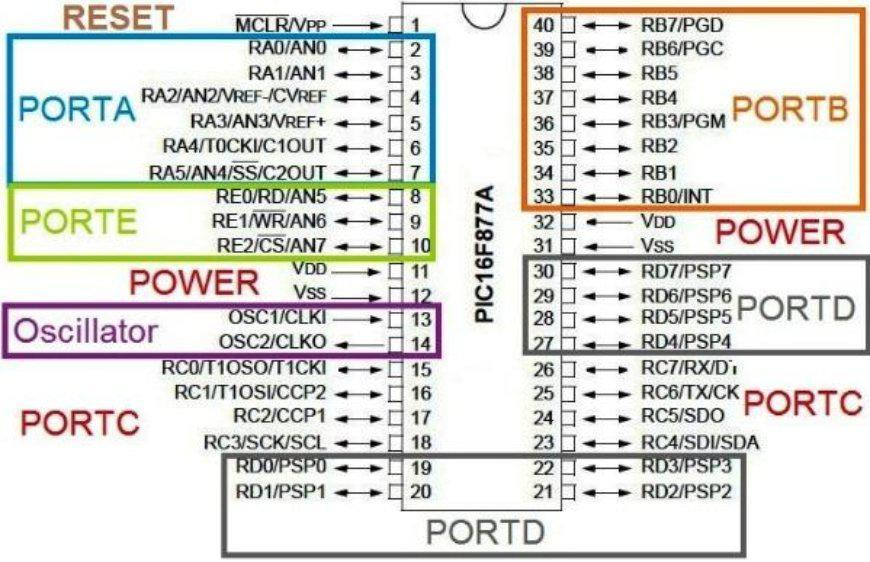 RESET
MCLR/VPP 1
RA0/AN0 2
RA1/AN1 3
RA2/AN2/VREF-/CVREF 4
PORTA
RA3/AN3/VREF+ 5
RA4/T0CKI/C1OUT 6
RA5/AN4/SS/C2OUT 7
RE0/RD/AN5 8
PORTE
RE1/WR/AN6 9
RE2/CS/AN7 10
VDD 11
POWER
VSS 12
OSC1/CLKI 13
Oscillator
OSC2/CLKO 14
RC0/T1OSO/T1CKI 15
RC1/T1OSI/CCP2 16
PORTC
RC2/CCP1 17
RC3/SCK/SCL 18
RD0/PSP0 19
RD1/PSP1 20
PIC16F877A
40 RB7/PGD
39 RB6/PGC
38 RB5
37 RB4
PORTB
36 RB3/PGM
35 RB2
34 RB1
33 RB0/INT
32 VDD
POWER
31 VSS
30 RD7/PSP7
29 RD6/PSP6
PORTD
28 RD5/PSP5
27 RD4/PSP4
26 RC7/RX/
25 RC6/TX/CK
PORTC
24 RC5/SDO
23 RC4/SDI/SDA
22 RD3/PSP3
21 RD2/PSP2
PORTD